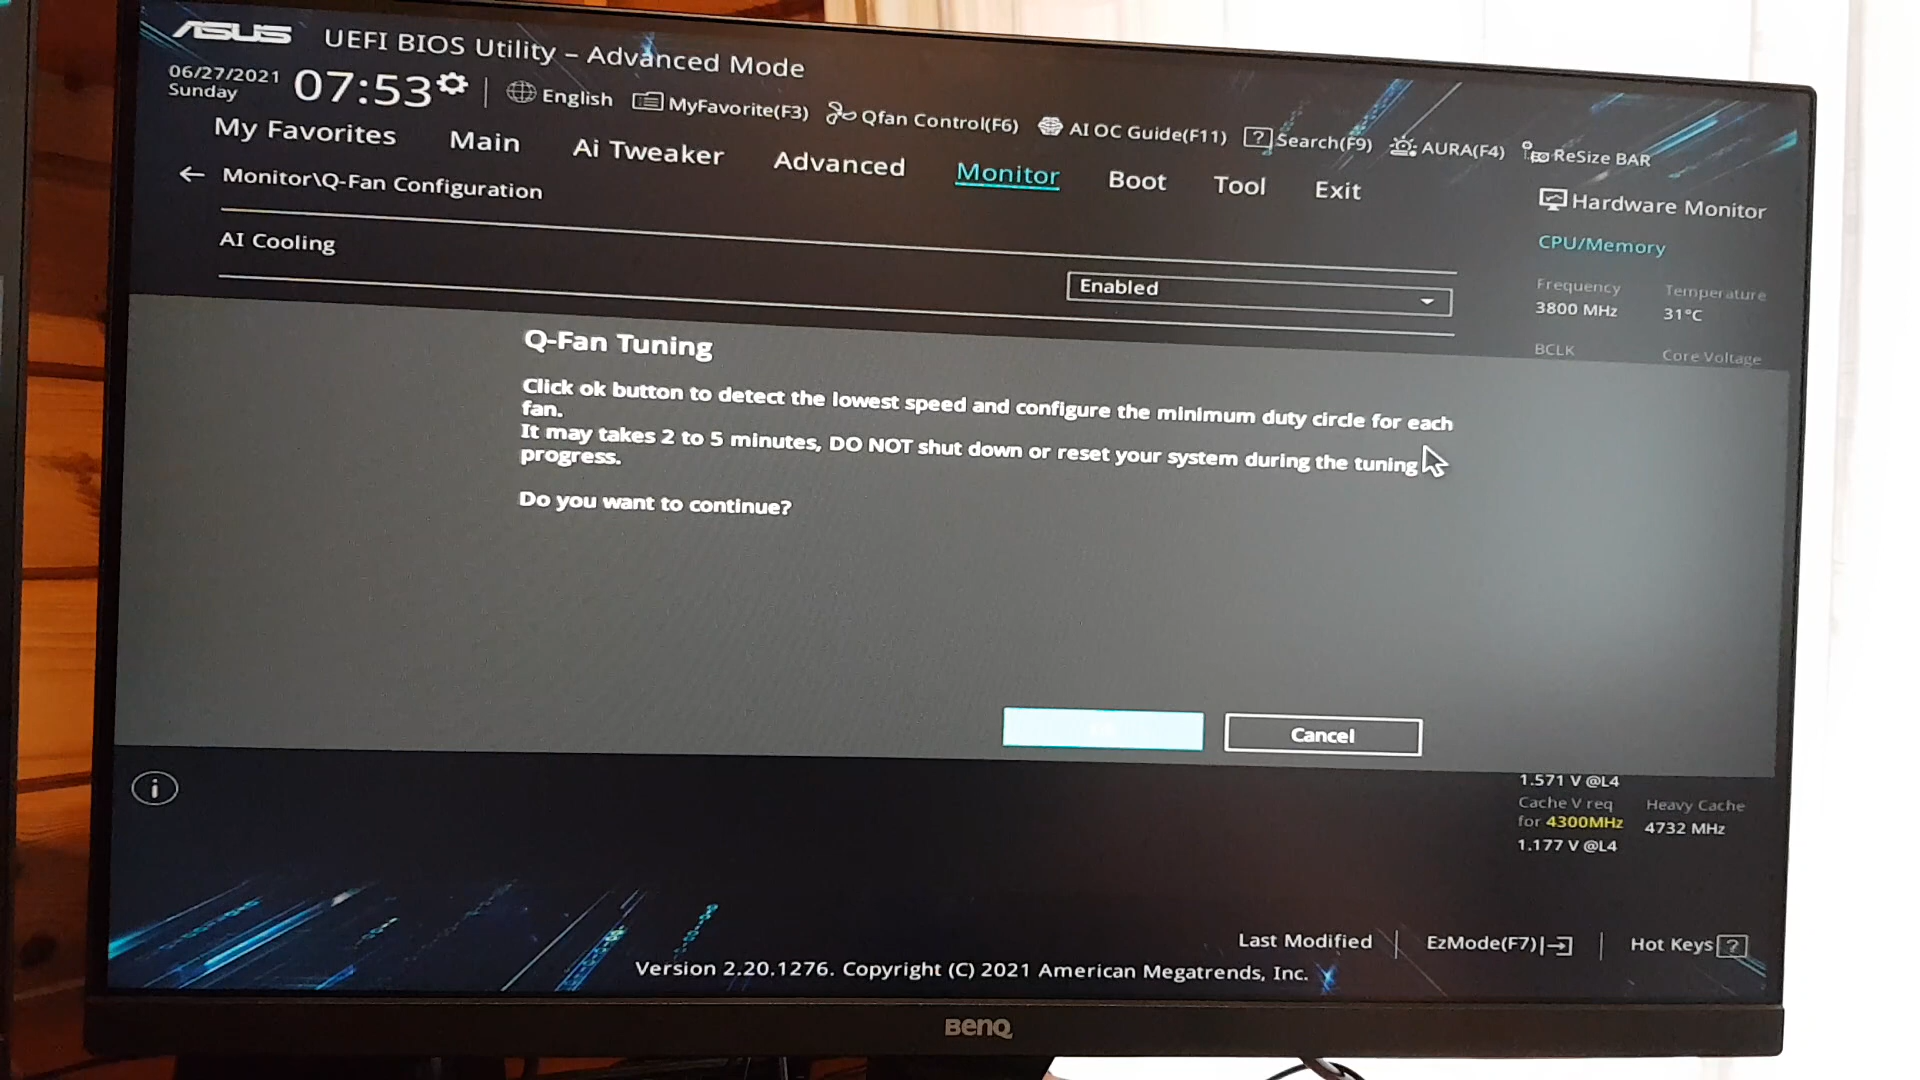 ASUS UEFI BIOS Utility – Advanced Mode
06/27/2021
Sunday
07:53
English
MyFavorite(F3)
Qfan Control(F6)
AI OC Guide(F11)
? Search(F9)
AURA(F4)
ReSize BAR
My Favorites
Main
Ai Tweaker
Advanced
Monitor
Boot
Tool
Exit
← Monitor\Q-Fan Configuration
Hardware Monitor
AI Cooling
Enabled
CPU/Memory
Frequency Temperature
3800 MHz 31°C
BCLK Core Voltage
Q-Fan Tuning
Click ok button to detect the lowest speed and configure the minimum duty circle for each
fan.
It may takes 2 to 5 minutes, DO NOT shut down or reset your system during the tuning
progress.
Do you want to continue?
Cancel
i
1.571 V @L4
Cache V req Heavy Cache
for 4300MHz 4732 MHz
1.177 V @L4
Last Modified
EzMode(F7)
Hot Keys ?
Version 2.20.1276. Copyright (C) 2021 American Megatrends, Inc.
BenQ